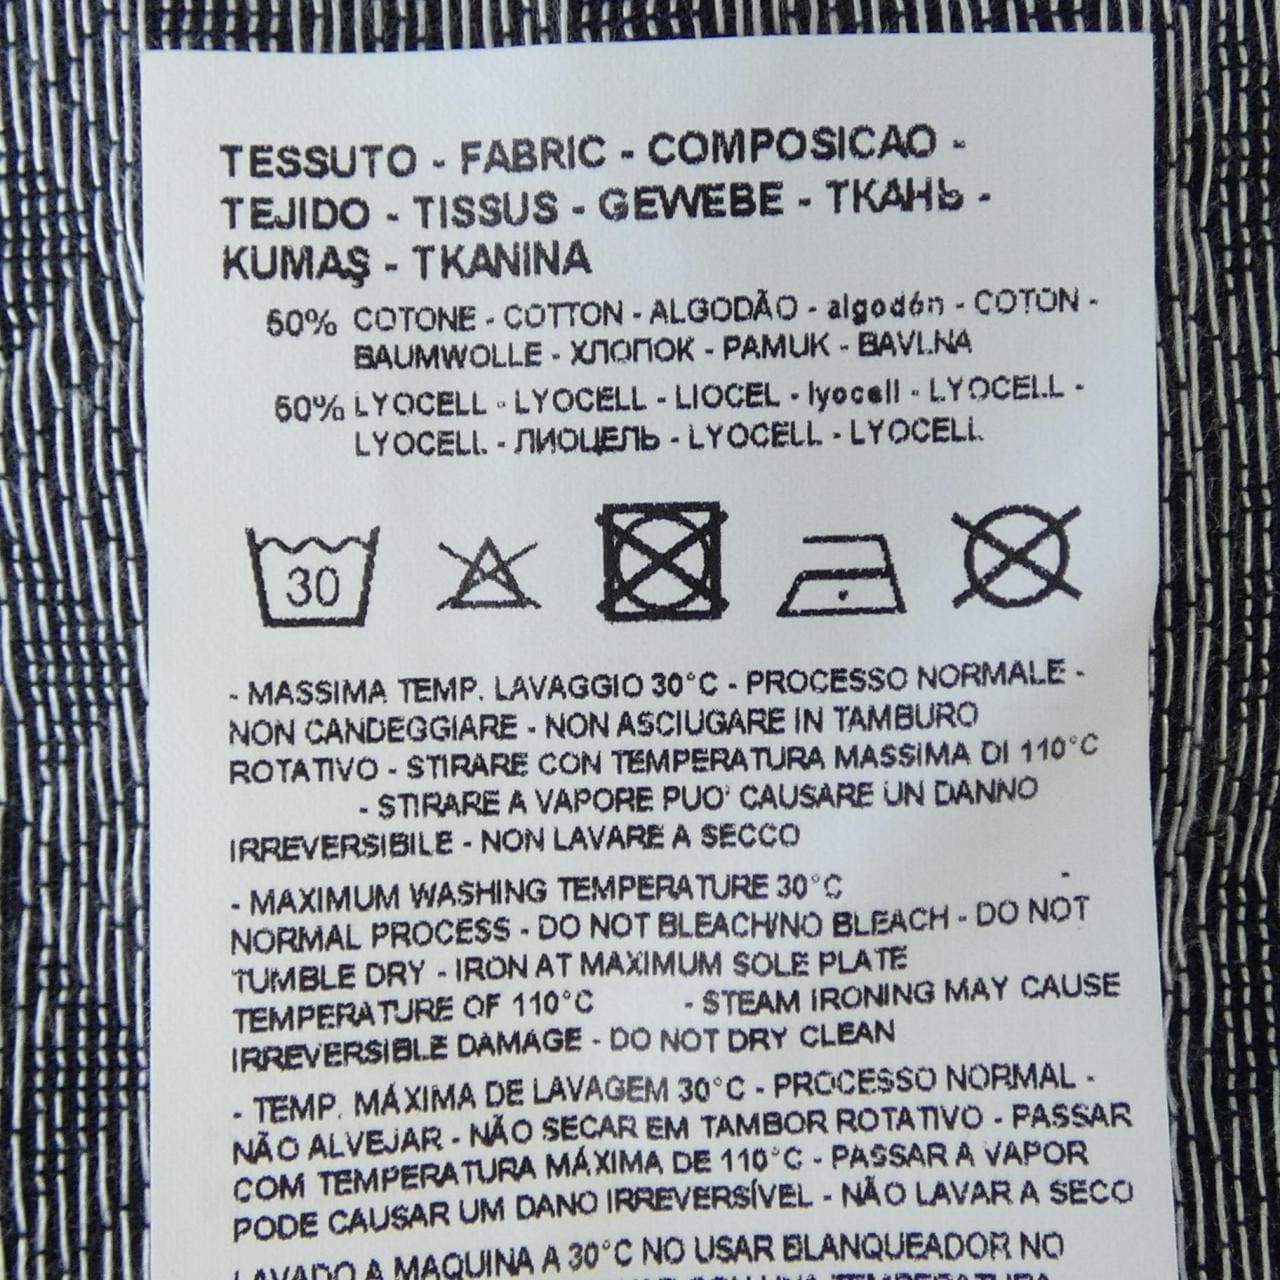 TESSUTO - FABRIC - COMPOSICAO -
TEJIDO - TISSUS - GEWEBE - ТКАНЬ -
KUMAŞ - TKANINA
50% COTONE - COTTON - ALGODÃO - algodón - COTON -
BAUMWOLLE - ХЛОПОК - PAMUK - BAVLNA
50% LYOCELL - LYOCELL - LIOCEL - lyocell - LYOCELL -
LYOCELL - ЛИОЦЕЛЬ - LYOCELL - LYOCELL
30
- MASSIMA TEMP. LAVAGGIO 30°C - PROCESSO NORMALE -
NON CANDEGGIARE - NON ASCIUGARE IN TAMBURO
ROTATIVO - STIRARE CON TEMPERATURA MASSIMA DI 110°C
- STIRARE A VAPORE PUO' CAUSARE UN DANNO
IRREVERSIBILE - NON LAVARE A SECCO
- MAXIMUM WASHING TEMPERATURE 30°C -
NORMAL PROCESS - DO NOT BLEACH/NO BLEACH - DO NOT
TUMBLE DRY - IRON AT MAXIMUM SOLE PLATE
TEMPERATURE OF 110°C - STEAM IRONING MAY CAUSE
IRREVERSIBLE DAMAGE - DO NOT DRY CLEAN
- TEMP. MÁXIMA DE LAVAGEM 30°C - PROCESSO NORMAL -
NÃO ALVEJAR - NÃO SECAR EM TAMBOR ROTATIVO - PASSAR
COM TEMPERATURA MÁXIMA DE 110°C - PASSAR A VAPOR
PODE CAUSAR UM DANO IRREVERSÍVEL - NÃO LAVAR A SECO
LAVADO A MAQUINA A 30°C NO USAR BLANQUEADOR NO